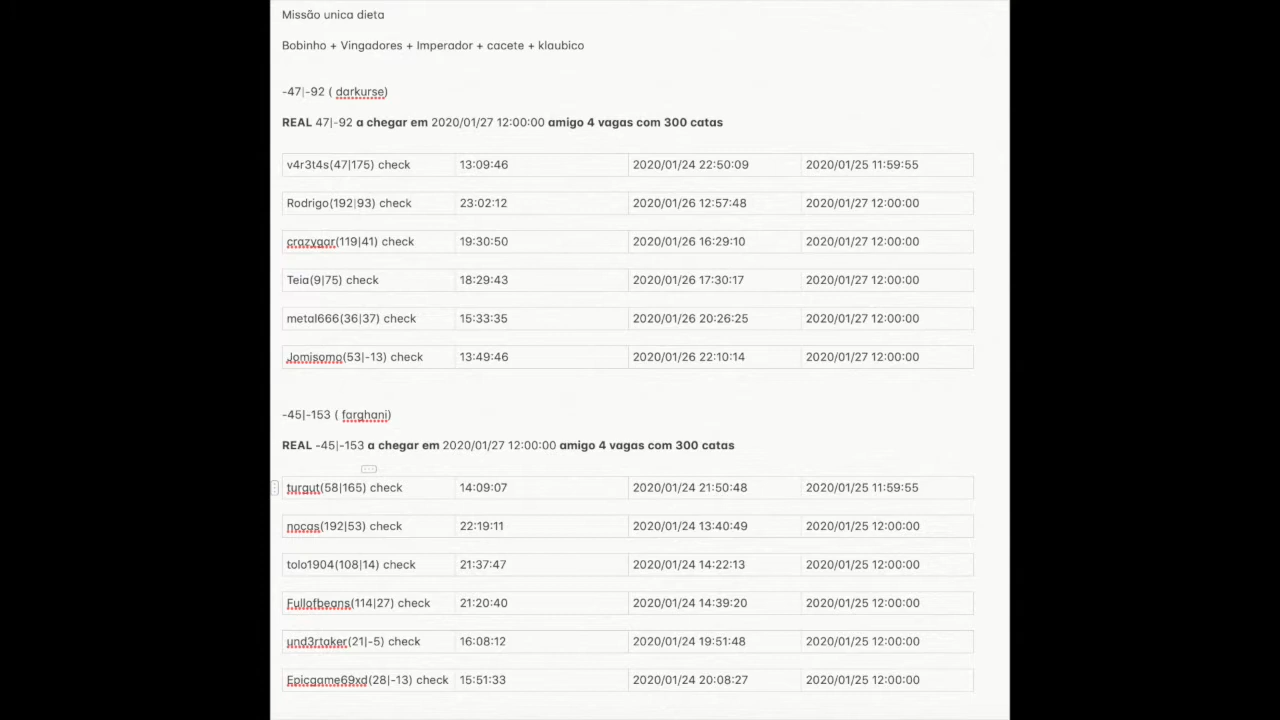 Missão unica dieta
Bobinho + Vingadores + Imperador + cacete + klaubico
-47|-92 ( darkurse)
REAL 47|-92 a chegar em 2020/01/27 12:00:00 amigo 4 vagas com 300 catas
v4r3t4s(47|175) check 13:09:46 2020/01/24 22:50:09 2020/01/25 11:59:55
Rodrigo(192|93) check 23:02:12 2020/01/26 12:57:48 2020/01/27 12:00:00
crazygar(119|41) check 19:30:50 2020/01/26 16:29:10 2020/01/27 12:00:00
Teia(9|75) check 18:29:43 2020/01/26 17:30:17 2020/01/27 12:00:00
metal666(36|37) check 15:33:35 2020/01/26 20:26:25 2020/01/27 12:00:00
Jomisomo(53|-13) check 13:49:46 2020/01/26 22:10:14 2020/01/27 12:00:00
-45|-153 ( farghani)
REAL -45|-153 a chegar em 2020/01/27 12:00:00 amigo 4 vagas com 300 catas
turgut(58|165) check 14:09:07 2020/01/24 21:50:48 2020/01/25 11:59:55
nocas(192|53) check 22:19:11 2020/01/24 13:40:49 2020/01/25 12:00:00
tolo1904(108|14) check 21:37:47 2020/01/24 14:22:13 2020/01/25 12:00:00
Fullofbeans(114|27) check 21:20:40 2020/01/24 14:39:20 2020/01/25 12:00:00
und3rtaker(21|-5) check 16:08:12 2020/01/24 19:51:48 2020/01/25 12:00:00
Epicgame69xd(28|-13) check 15:51:33 2020/01/24 20:08:27 2020/01/25 12:00:00